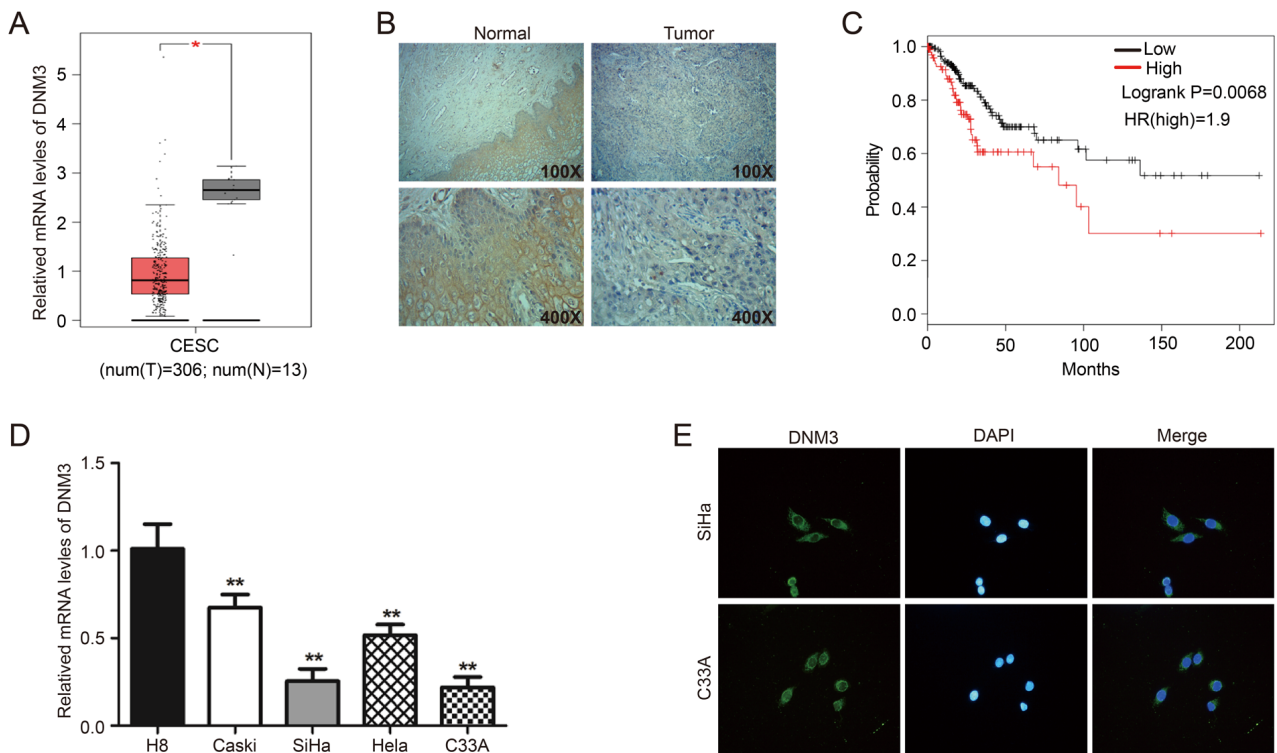 A
Relatived mRNA levles of DNM3
5
4
3
2
1
0
*
CESC
(num(T)=306; num(N)=13)
B
Normal
Tumor
100X
100X
400X
400X
C
Probability
1.0
0.8
0.6
0.4
0.2
0.0
Low
High
Logrank P=0.0068
HR(high)=1.9
0
50
100
150
200
Months
D
Relatived mRNA levles of DNM3
1.5
1.0
0.5
0.0
**
**
**
**
H8
Caski
SiHa
Hela
C33A
E
DNM3
DAPI
Merge
SiHa
C33A